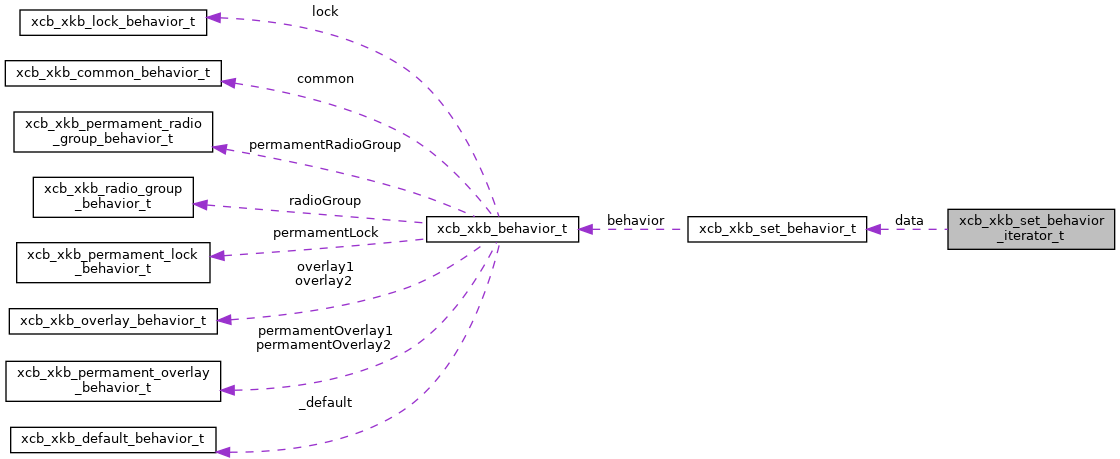 lock
xcb_xkb_lock_behavior_t
common
xcb_xkb_common_behavior_t
xcb_xkb_permament_radio
_group_behavior_t
permamentRadioGroup
xcb_xkb_radio_group
_behavior_t
radioGroup
permamentLock
xcb_xkb_permament_lock
_behavior_t
overlay1
overlay2
xcb_xkb_overlay_behavior_t
permamentOverlay1
permamentOverlay2
xcb_xkb_permament_overlay
_behavior_t
_default
xcb_xkb_default_behavior_t
xcb_xkb_behavior_t
behavior
xcb_xkb_set_behavior_t
data
xcb_xkb_set_behavior
_iterator_t